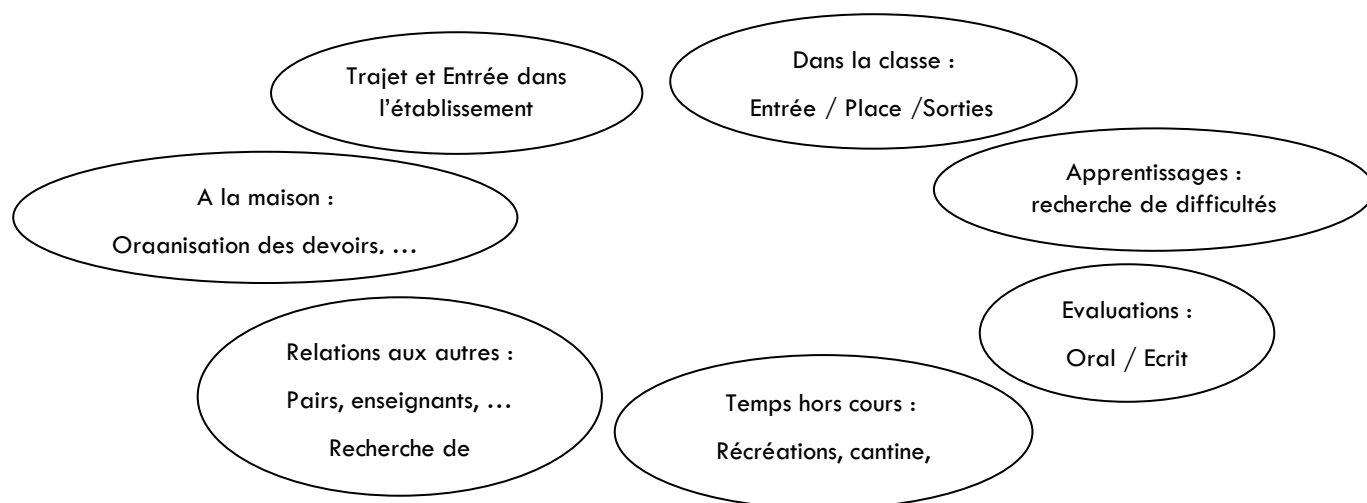 Trajet et Entrée dans
l'établissement
Dans la classe :
Entrée / Place /Sorties
Apprentissages :
recherche de difficultés
Evaluations :
Oral / Ecrit
Temps hors cours :
Récréations, cantine,
Relations aux autres :
Pairs, enseignants, ...
Recherche de
A la maison :
Organisation des devoirs, ...